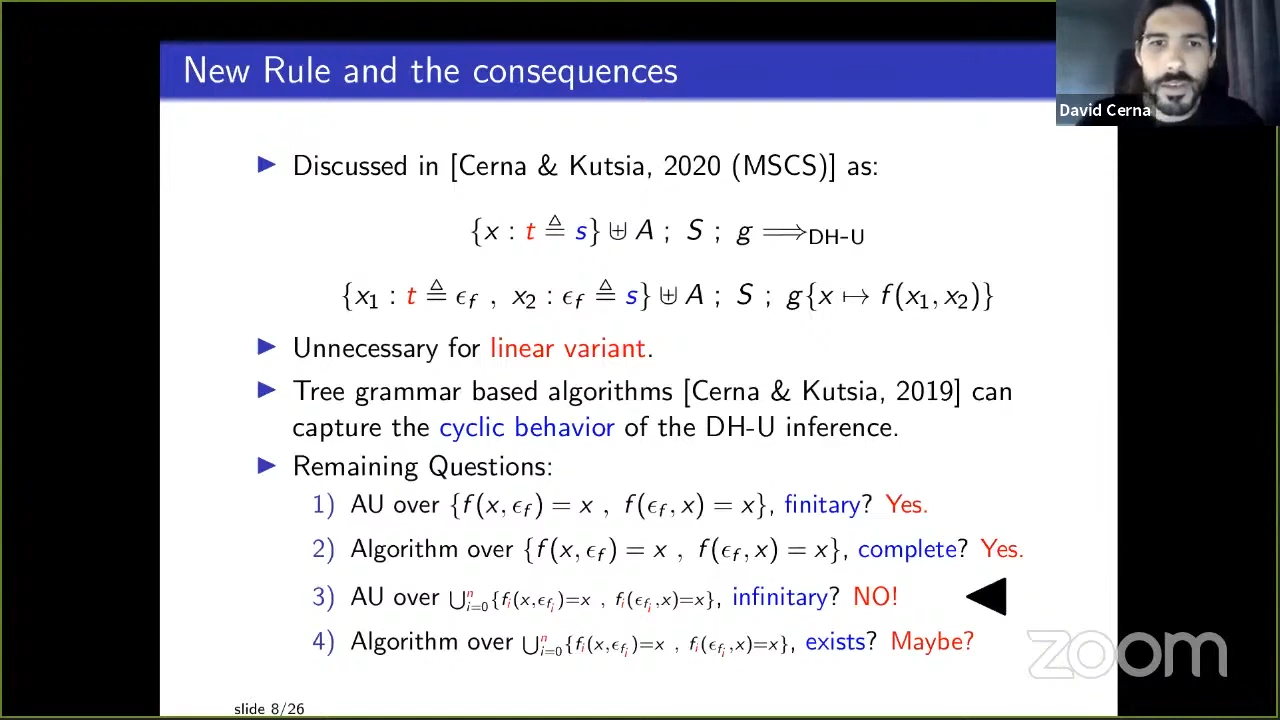 New Rule and the consequences
David Cerna
▶ Discussed in [Cerna & Kutsia, 2020 (MSCS)] as:
{x : t ≜ s} ⊎ A ; S ; g ⟹DH-U
{x₁ : t ≜ ϵf , x₂ : ϵf ≜ s} ⊎ A ; S ; g{x ↦ f(x₁, x₂)}
▶ Unnecessary for linear variant.
▶ Tree grammar based algorithms [Cerna & Kutsia, 2019] can
capture the cyclic behavior of the DH-U inference.
▶ Remaining Questions:
1) AU over {f(x, ϵf) = x , f(ϵf, x) = x}, finitary? Yes.
2) Algorithm over {f(x, ϵf) = x , f(ϵf, x) = x}, complete? Yes.
3) AU over ⋃ⁿᵢ₌₀{fᵢ(x,ϵfᵢ)=x , fᵢ(ϵfᵢ,x)=x}, infinitary? NO!
4) Algorithm over ⋃ⁿᵢ₌₀{fᵢ(x,ϵfᵢ)=x , fᵢ(ϵfᵢ,x)=x}, exists? Maybe?
zoom
slide 8/26